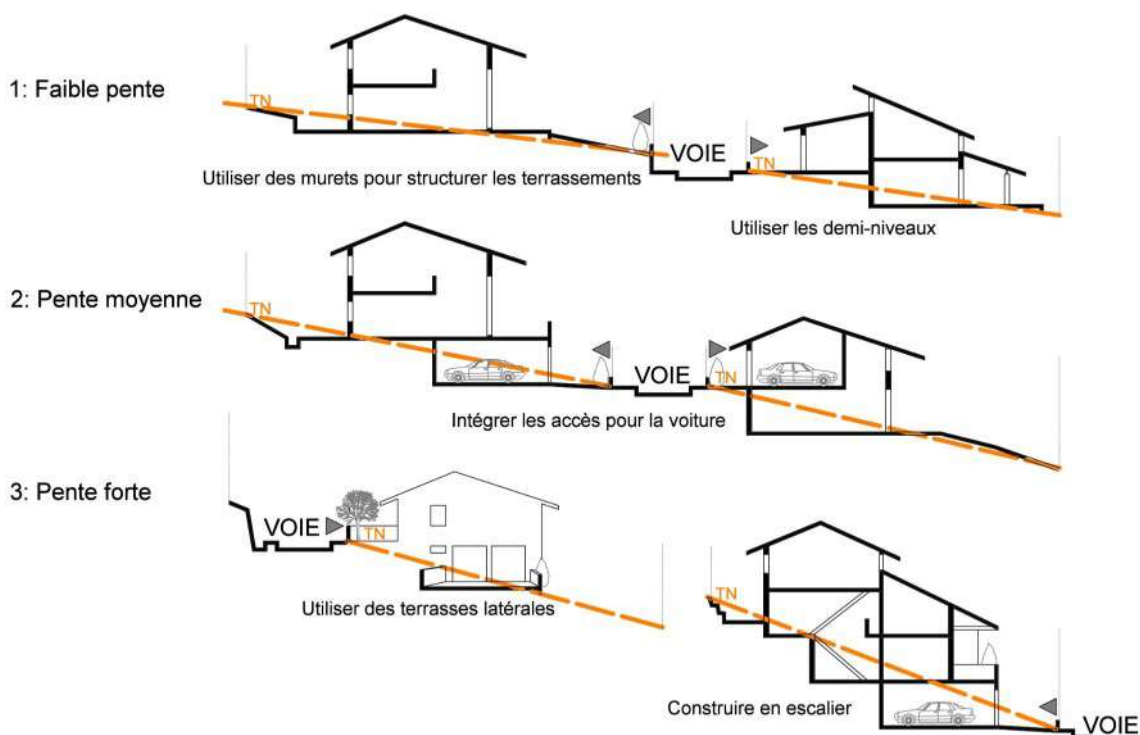 1: Faible pente
TN
VOIE
TN
Utiliser des murets pour structurer les terrassements
Utiliser les demi-niveaux
2: Pente moyenne
TN
VOIE
TN
Intégrer les accès pour la voiture
3: Pente forte
VOIE
TN
Utiliser des terrasses latérales
TN
Construire en escalier
VOIE